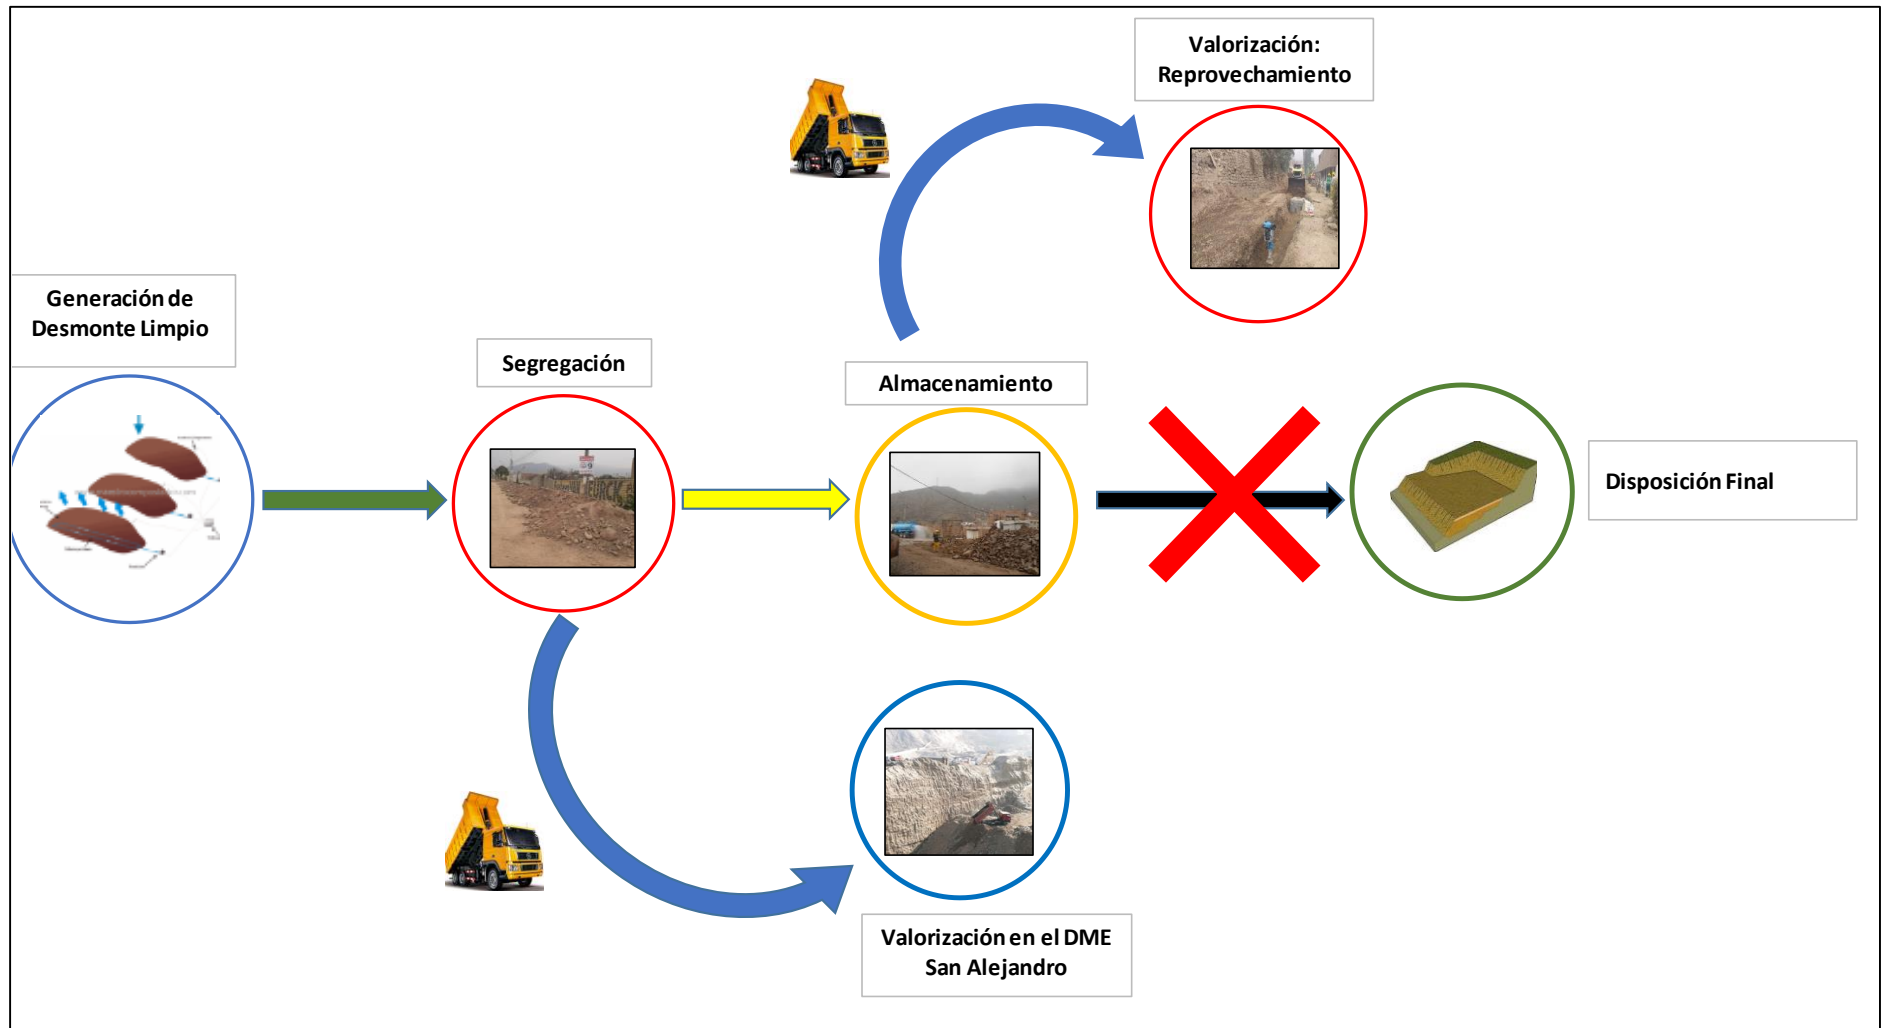 Valorización:
Reprovechamiento
Generación de
Desmonte Limpio
Segregación
Almacenamiento
Disposición Final
Valorización en el DME
San Alejandro